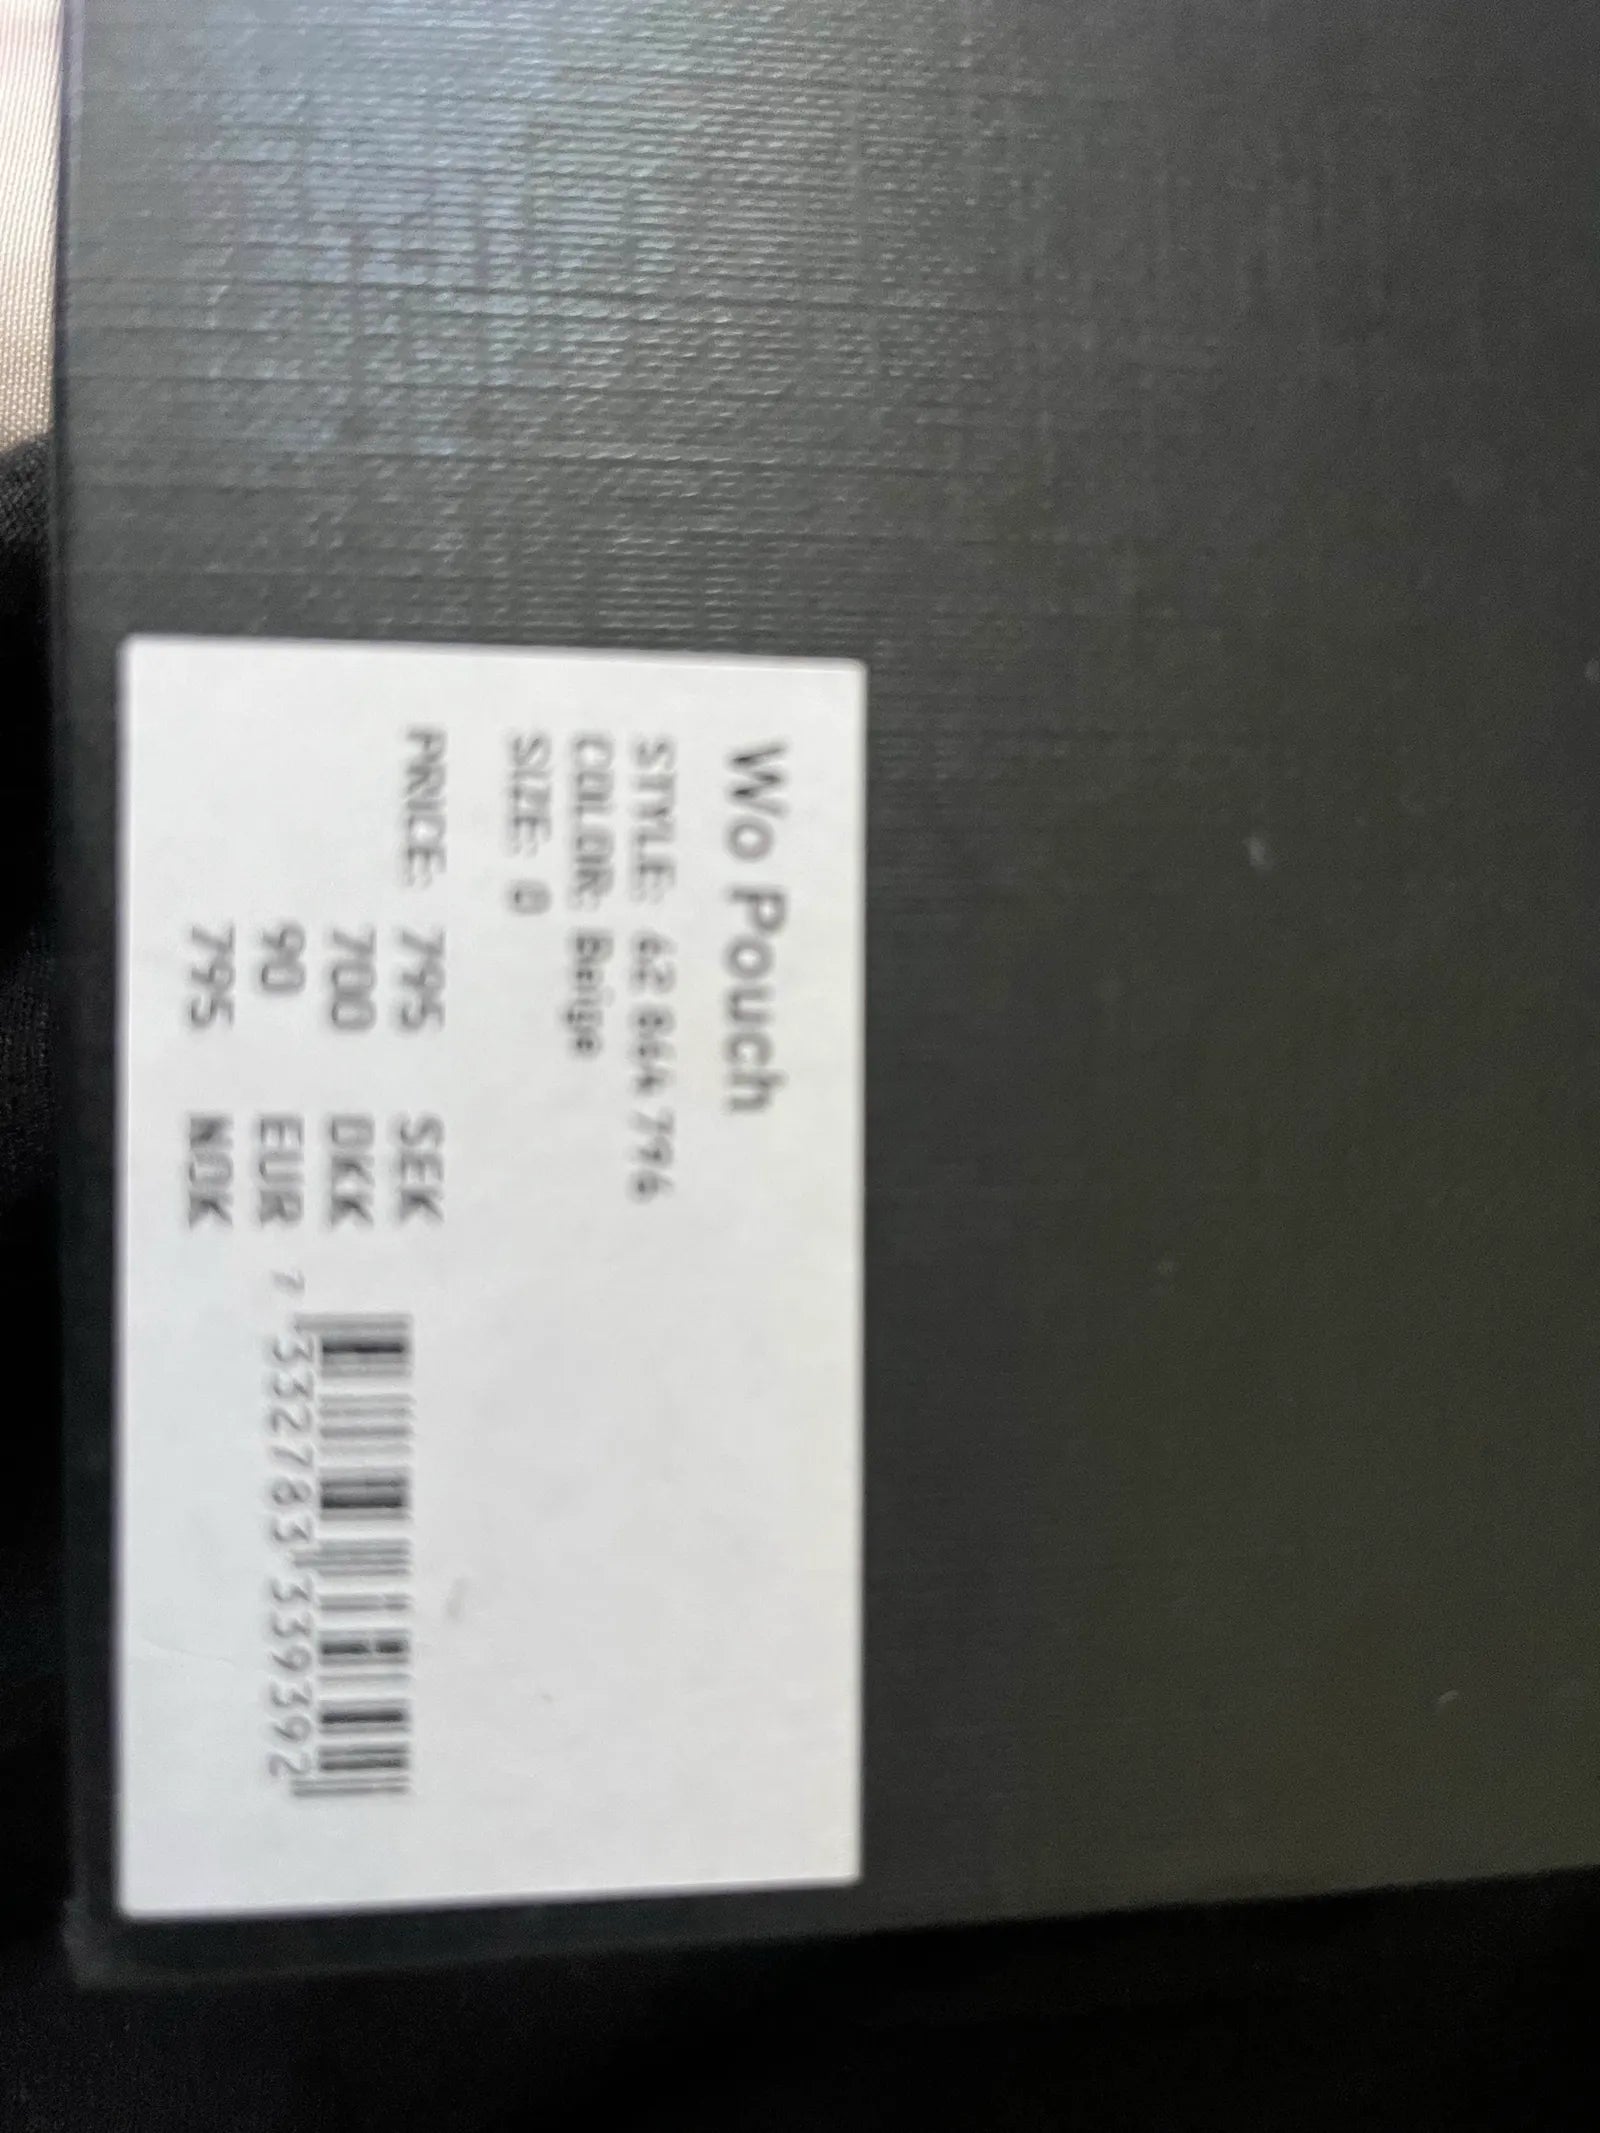 Wo Pouch
STYLE: 62 864 796
COLOR: Beige
SIZE: 0
PRICE: 795 SEK
700 DKK
90 EUR
795 NOK
7 332783 339392